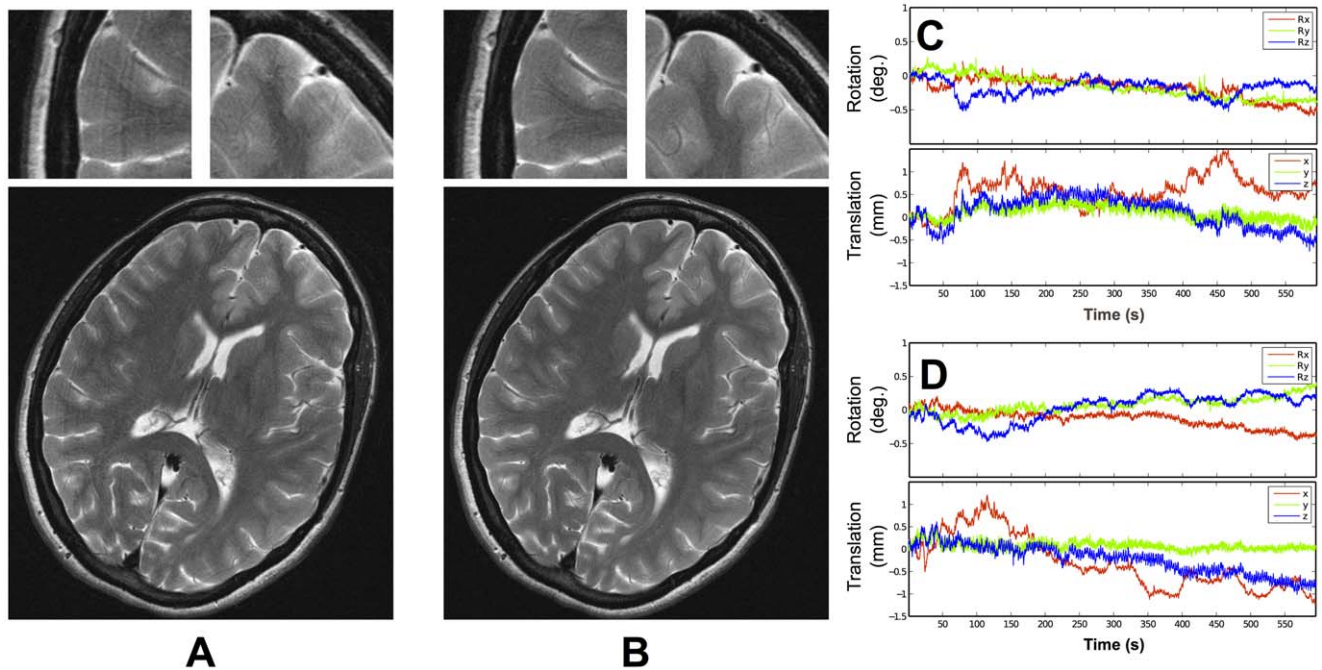 A
B
C
Rotation
(deg.)
1
0.5
0
−0.5
Rx
Ry
Rz
Translation
(mm)
1
0.5
0
−0.5
−1
−1.5
x
y
z
50 100 150 200 250 300 350 400 450 500 550
Time (s)
D
Rotation
(deg.)
1
0.5
0
−0.5
Rx
Ry
Rz
Translation
(mm)
1
0.5
0
−0.5
−1
−1.5
x
y
z
50 100 150 200 250 300 350 400 450 500 550
Time (s)